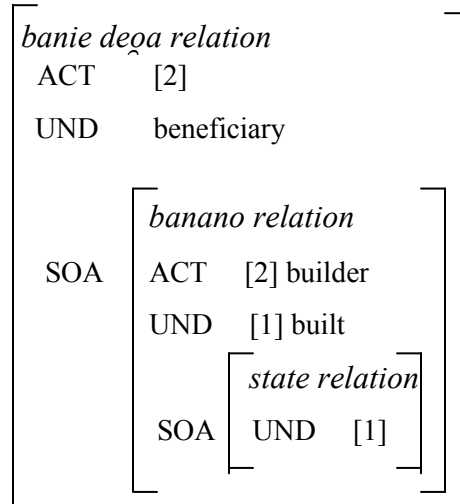 banie deo̯a relation
ACT [2]
UND beneficiary
banano relation
SOA ACT [2] builder
UND [1] built
state relation
SOA UND [1]